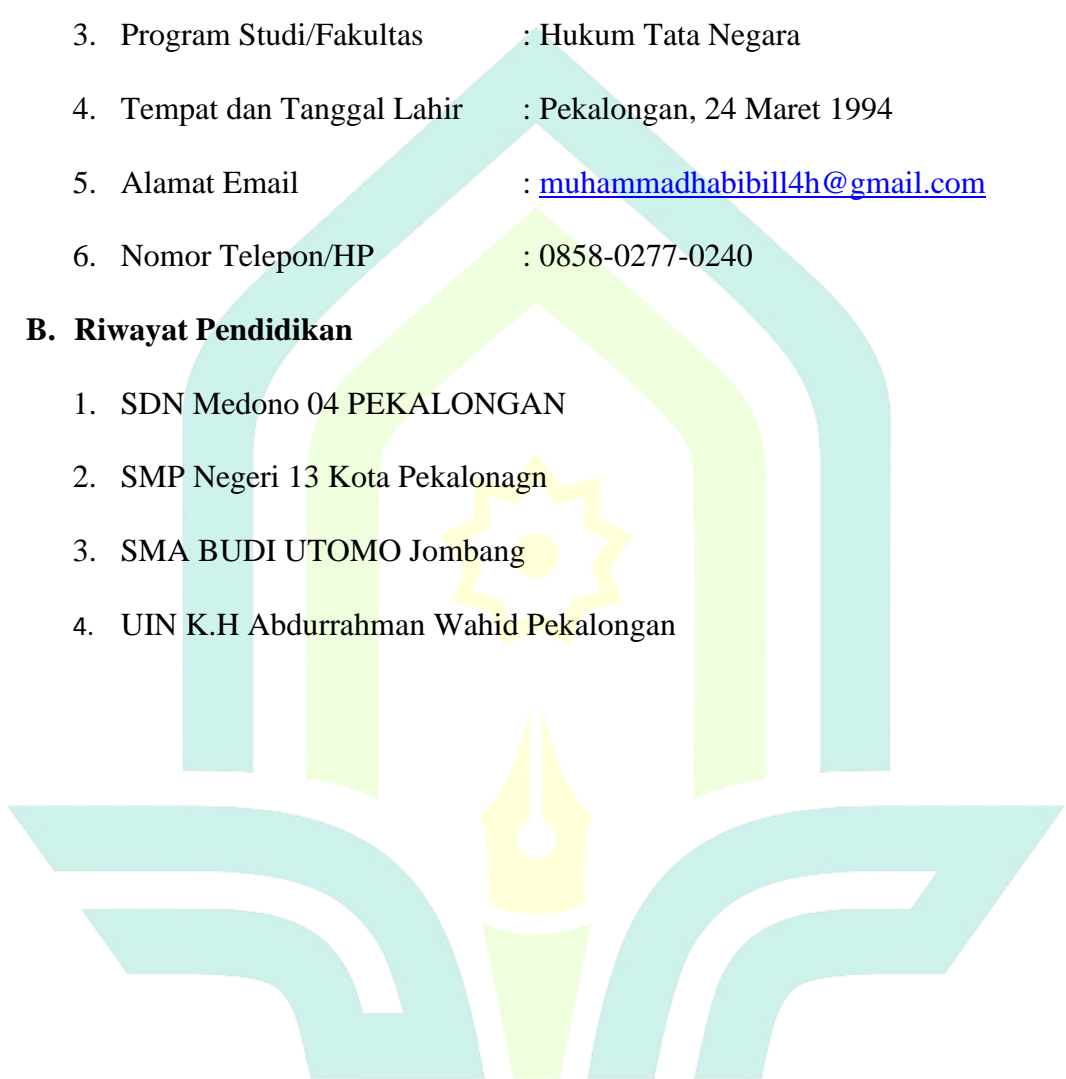 3. Program Studi/Fakultas : Hukum Tata Negara
4. Tempat dan Tanggal Lahir : Pekalongan, 24 Maret 1994
5. Alamat Email : muhammadhabibill4h@gmail.com
6. Nomor Telepon/HP : 0858-0277-0240
B. Riwayat Pendidikan
1. SDN Medono 04 PEKALONGAN
2. SMP Negeri 13 Kota Pekalonagn
3. SMA BUDI UTOMO Jombang
4. UIN K.H Abdurrahman Wahid Pekalongan